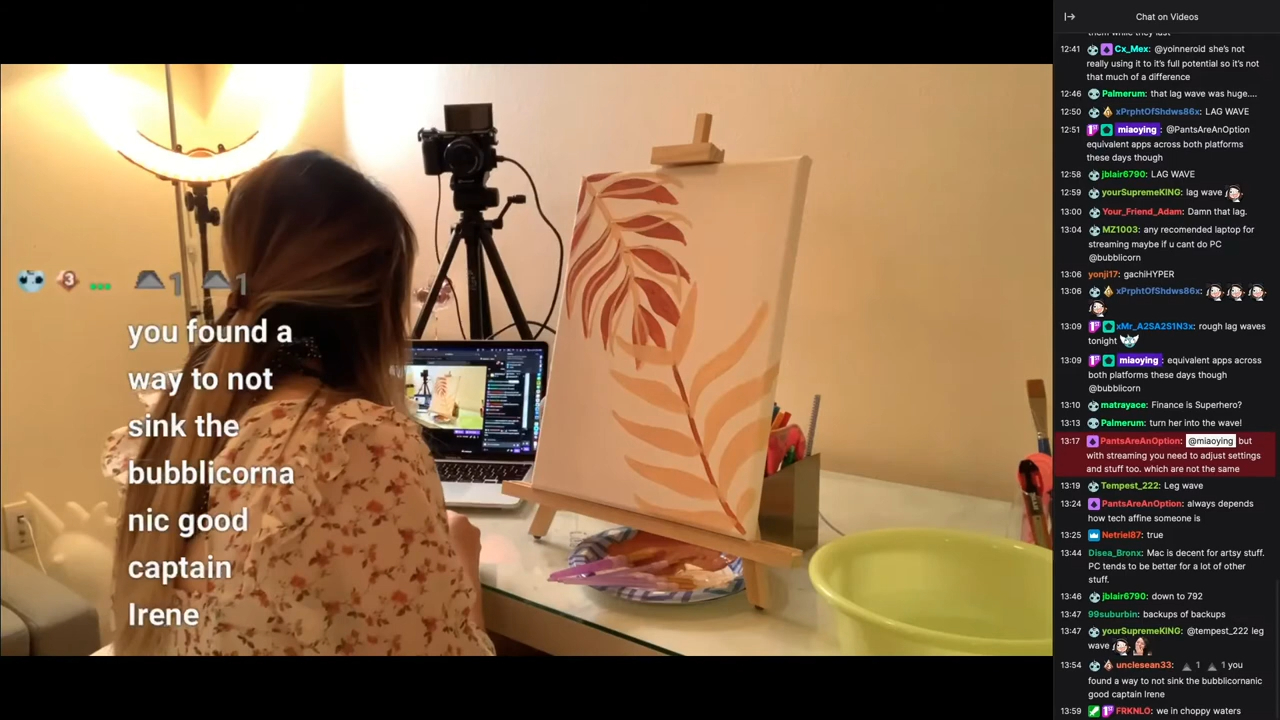 3 ... 1 1
you found a
way to not
sink the
bubblicorna
nic good
captain
Irene
Chat on Videos
them while they last
12:41 Cx_Mex: @yoinneroid she's not
really using it to it's full potential so it's not
that much of a difference
12:46 Palmerum: that lag wave was huge....
12:50 xPrphtOfShdws86x: LAG WAVE
12:51 miaoying : @PantsAreAnOption
equivalent apps across both platforms
these days though
12:58 jblair6790: LAG WAVE
12:59 yourSupremeKING: lag wave
13:00 Your_Friend_Adam: Damn that lag.
13:04 MZ1003: any recomended laptop for
streaming maybe if u cant do PC
@bubblicorn
13:06 yonji17: gachiHYPER
13:06 xPrphtOfShdws86x:
13:09 xMr_A2SA2S1N3x: rough lag waves
tonight
13:09 miaoying : equivalent apps across
both platforms these days though
@bubblicorn
13:10 matrayace: Finance is Superhero?
13:13 Palmerum: turn her into the wave!
13:17 PantsAreAnOption: @miaoying but
with streaming you need to adjust settings
and stuff too. which are not the same
13:19 Tempest_222: Leg wave
13:24 PantsAreAnOption: always depends
how tech affine someone is
13:25 Netriel87: true
13:44 Disea_Bronx: Mac is decent for artsy stuff.
PC tends to be better for a lot of other
stuff.
13:46 jblair6790: down to 792
13:47 99suburbin: backups of backups
13:47 yourSupremeKING: @tempest_222 leg
wave
13:54 unclesean33: 1 1 you
found a way to not sink the bubblicornanic
good captain Irene
13:59 FRKNLO: we in choppy waters